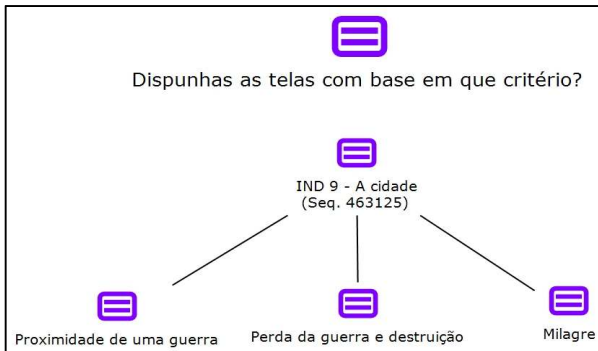 Dispunhas as telas com base em que critério?
IND 9 - A cidade
(Seq. 463125)
Proximidade de uma guerra
Perda da guerra e destruição
Milagre